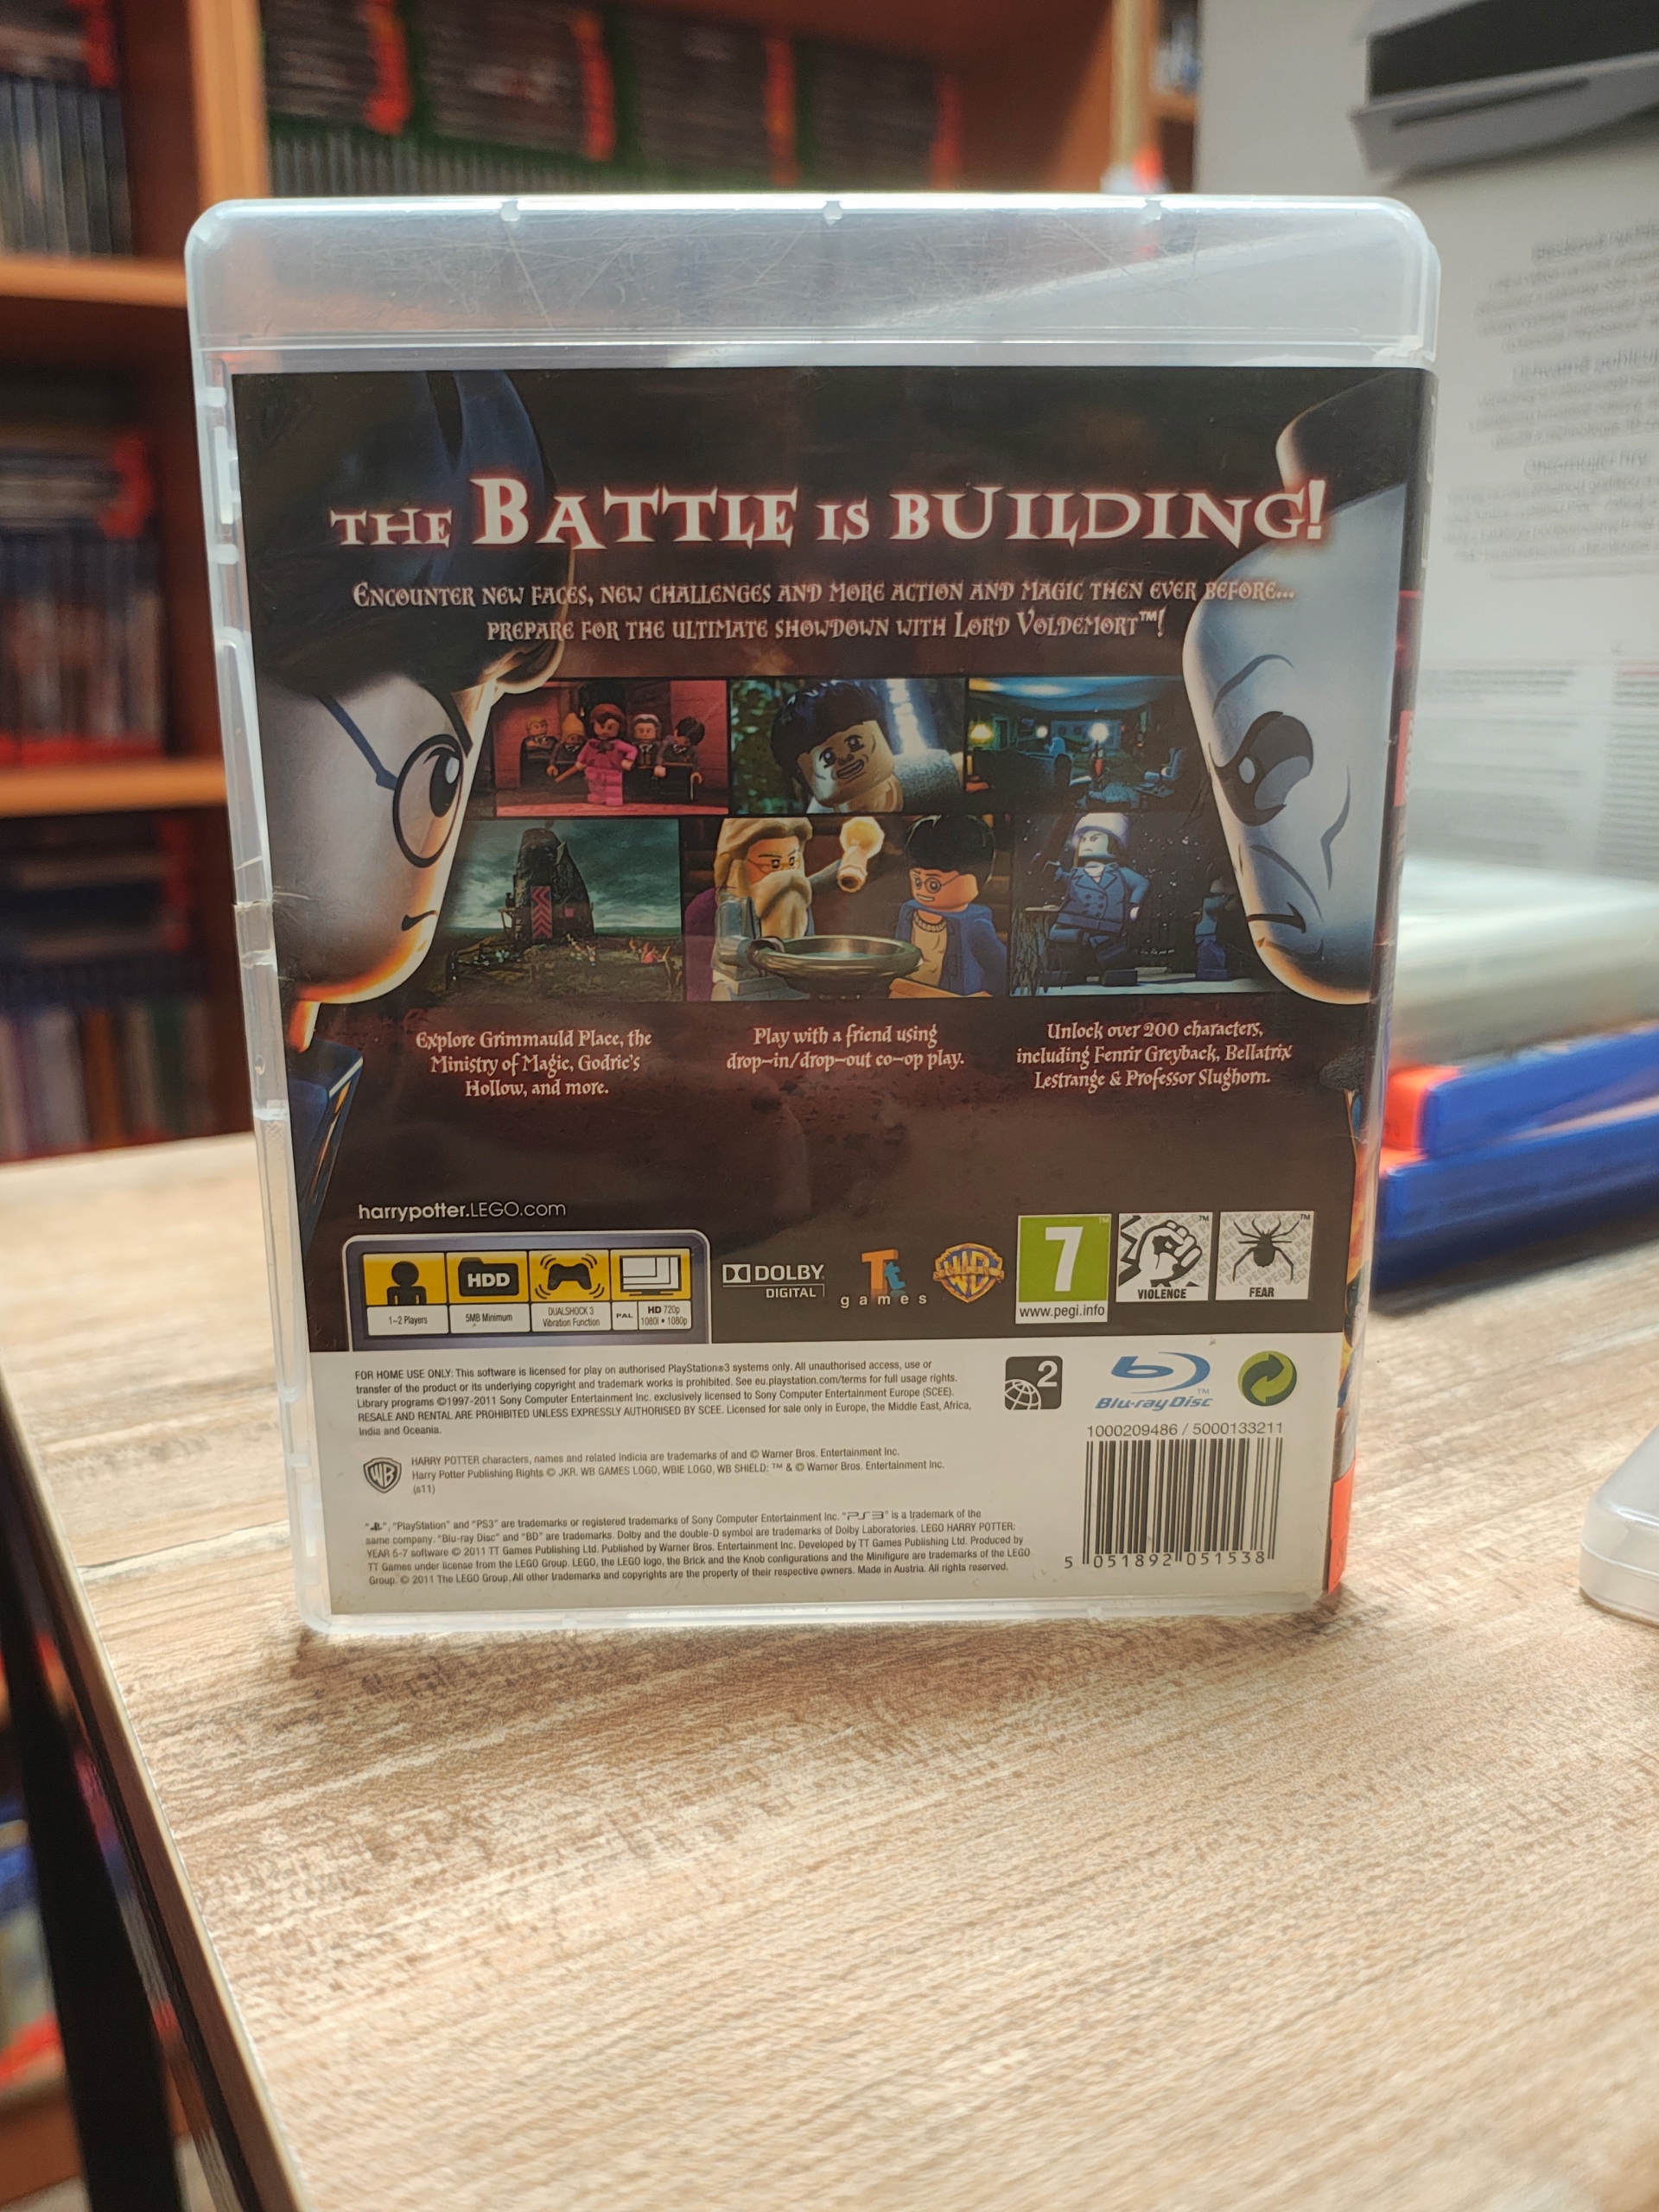 THE BATTLE IS BUILDING!
ENCOUNTER NEW FACES, NEW CHALLENGES AND MORE ACTION AND MAGIC THEN EVER BEFORE...
PREPARE FOR THE ULTIMATE SHOWDOWN WITH LORD VOLDEMORT™!
Explore Grimmauld Place, the
Ministry of Magic, Godric's
Hollow, and more.
Play with a friend using
drop-in/drop-out co-op play.
Unlock over 200 characters,
including Fenrir Greyback, Bellatrix
Lestrange & Professor Slughorn.
harrypotter.LEGO.com
HDD
1-2 Players
5MB Minimum
DUALSHOCK 3
Vibration Function
PAL
HD 720p
1080i • 1080p
DOLBY
DIGITAL
Tt
games
WB
7
www.pegi.info
VIOLENCE
FEAR
FOR HOME USE ONLY: This software is licensed for play on authorised PlayStation®3 systems only. All unauthorised access, use or
transfer of the product or its underlying copyright and trademark works is prohibited. See eu.playstation.com/terms for full usage rights.
Library programs ©1997-2011 Sony Computer Entertainment Inc. exclusively licensed to Sony Computer Entertainment Europe (SCEE).
RESALE AND RENTAL ARE PROHIBITED UNLESS EXPRESSLY AUTHORISED BY SCEE. Licensed for sale only in Europe, the Middle East, Africa,
India and Oceania.
2
Blu-ray Disc™
1000209486 / 5000133211
WB
HARRY POTTER characters, names and related indicia are trademarks of and © Warner Bros. Entertainment Inc.
Harry Potter Publishing Rights © JKR. WB GAMES LOGO, WBIE LOGO, WB SHIELD: ™ & © Warner Bros. Entertainment Inc.
(s11)
"", "PlayStation" and "PS3" are trademarks or registered trademarks of Sony Computer Entertainment Inc. "PS3" is a trademark of the
same company. "Blu-ray Disc" and "BD" are trademarks. Dolby and the double-D symbol are trademarks of Dolby Laboratories. LEGO HARRY POTTER:
YEAR 5-7 software © 2011 TT Games Publishing Ltd. Published by Warner Bros. Entertainment Inc. Developed by TT Games Publishing Ltd. Produced by
TT Games under license from the LEGO Group. LEGO, the LEGO logo, the Brick and the Knob configurations and the Minifigure are trademarks of the LEGO
Group. © 2011 The LEGO Group. All other trademarks and copyrights are the property of their respective owners. Made in Austria. All rights reserved.
5 051892 051538